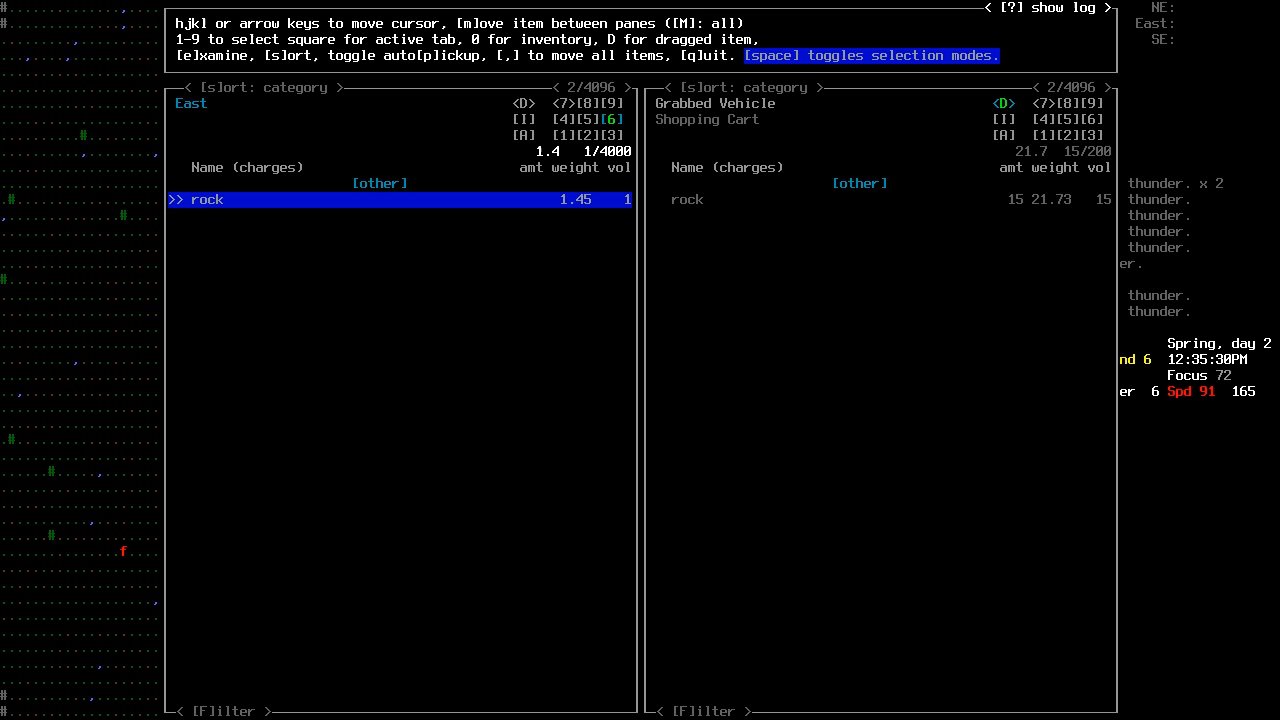 < [?] show log >
NE:
hjkl or arrow keys to move cursor, [m]ove item between panes ([M]: all)
East:
1-9 to select square for active tab, 0 for inventory, D for dragged item,
SE:
[e]xamine, [s]ort, toggle auto[p]ickup, [,] to move all items, [q]uit. [space] toggles selection modes.
< [s]ort: category > < 2/4096 >
East <D> <7>[8][9]
[I] [4][5][6]
[A] [1][2][3]
1.4 1/4000
Name (charges) amt weight vol
[other]
>> rock 1.45 1
< [F]ilter >
< [s]ort: category > < 2/4096 >
Grabbed Vehicle <D> <7>[8][9]
Shopping Cart [I] [4][5][6]
[A] [1][2][3]
21.7 15/200
Name (charges) amt weight vol
[other]
rock 15 21.73 15
< [F]ilter >
thunder. x 2
thunder.
thunder.
thunder.
thunder.
er.
thunder.
thunder.
Spring, day 2
nd 6 12:35:30PM
Focus 72
er 6 Spd 91 165